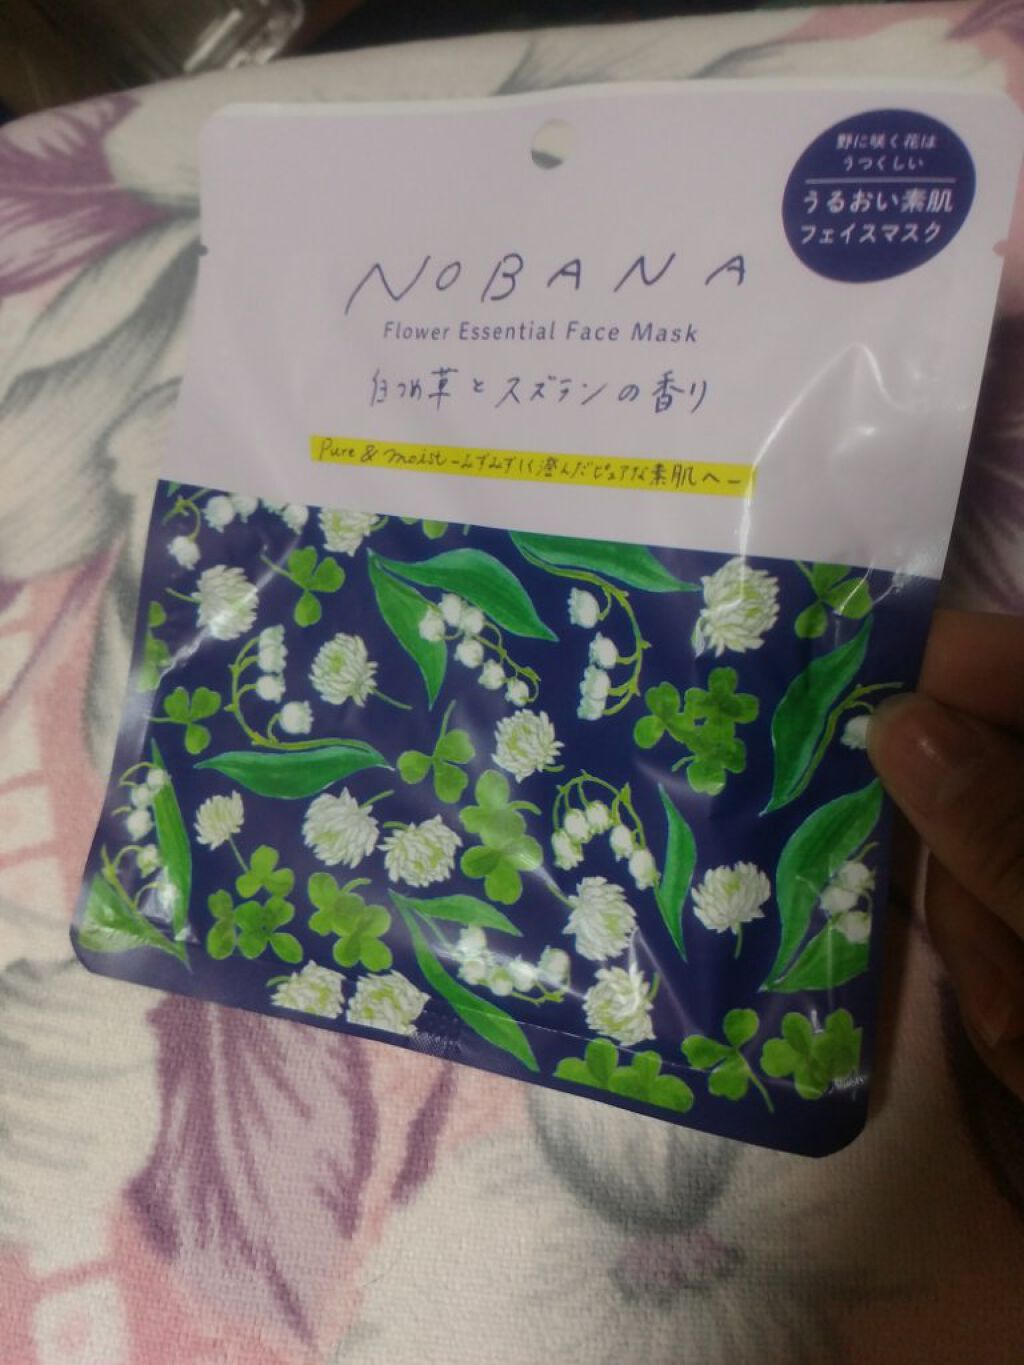 野に咲く花は
うつくしい
うるおい素肌
フェイスマスク
NOBANA
Flower Essential Face Mask
白つめ草とスズランの香り
Pure & moist -みずみずしく澄んだピュアな素肌へ-